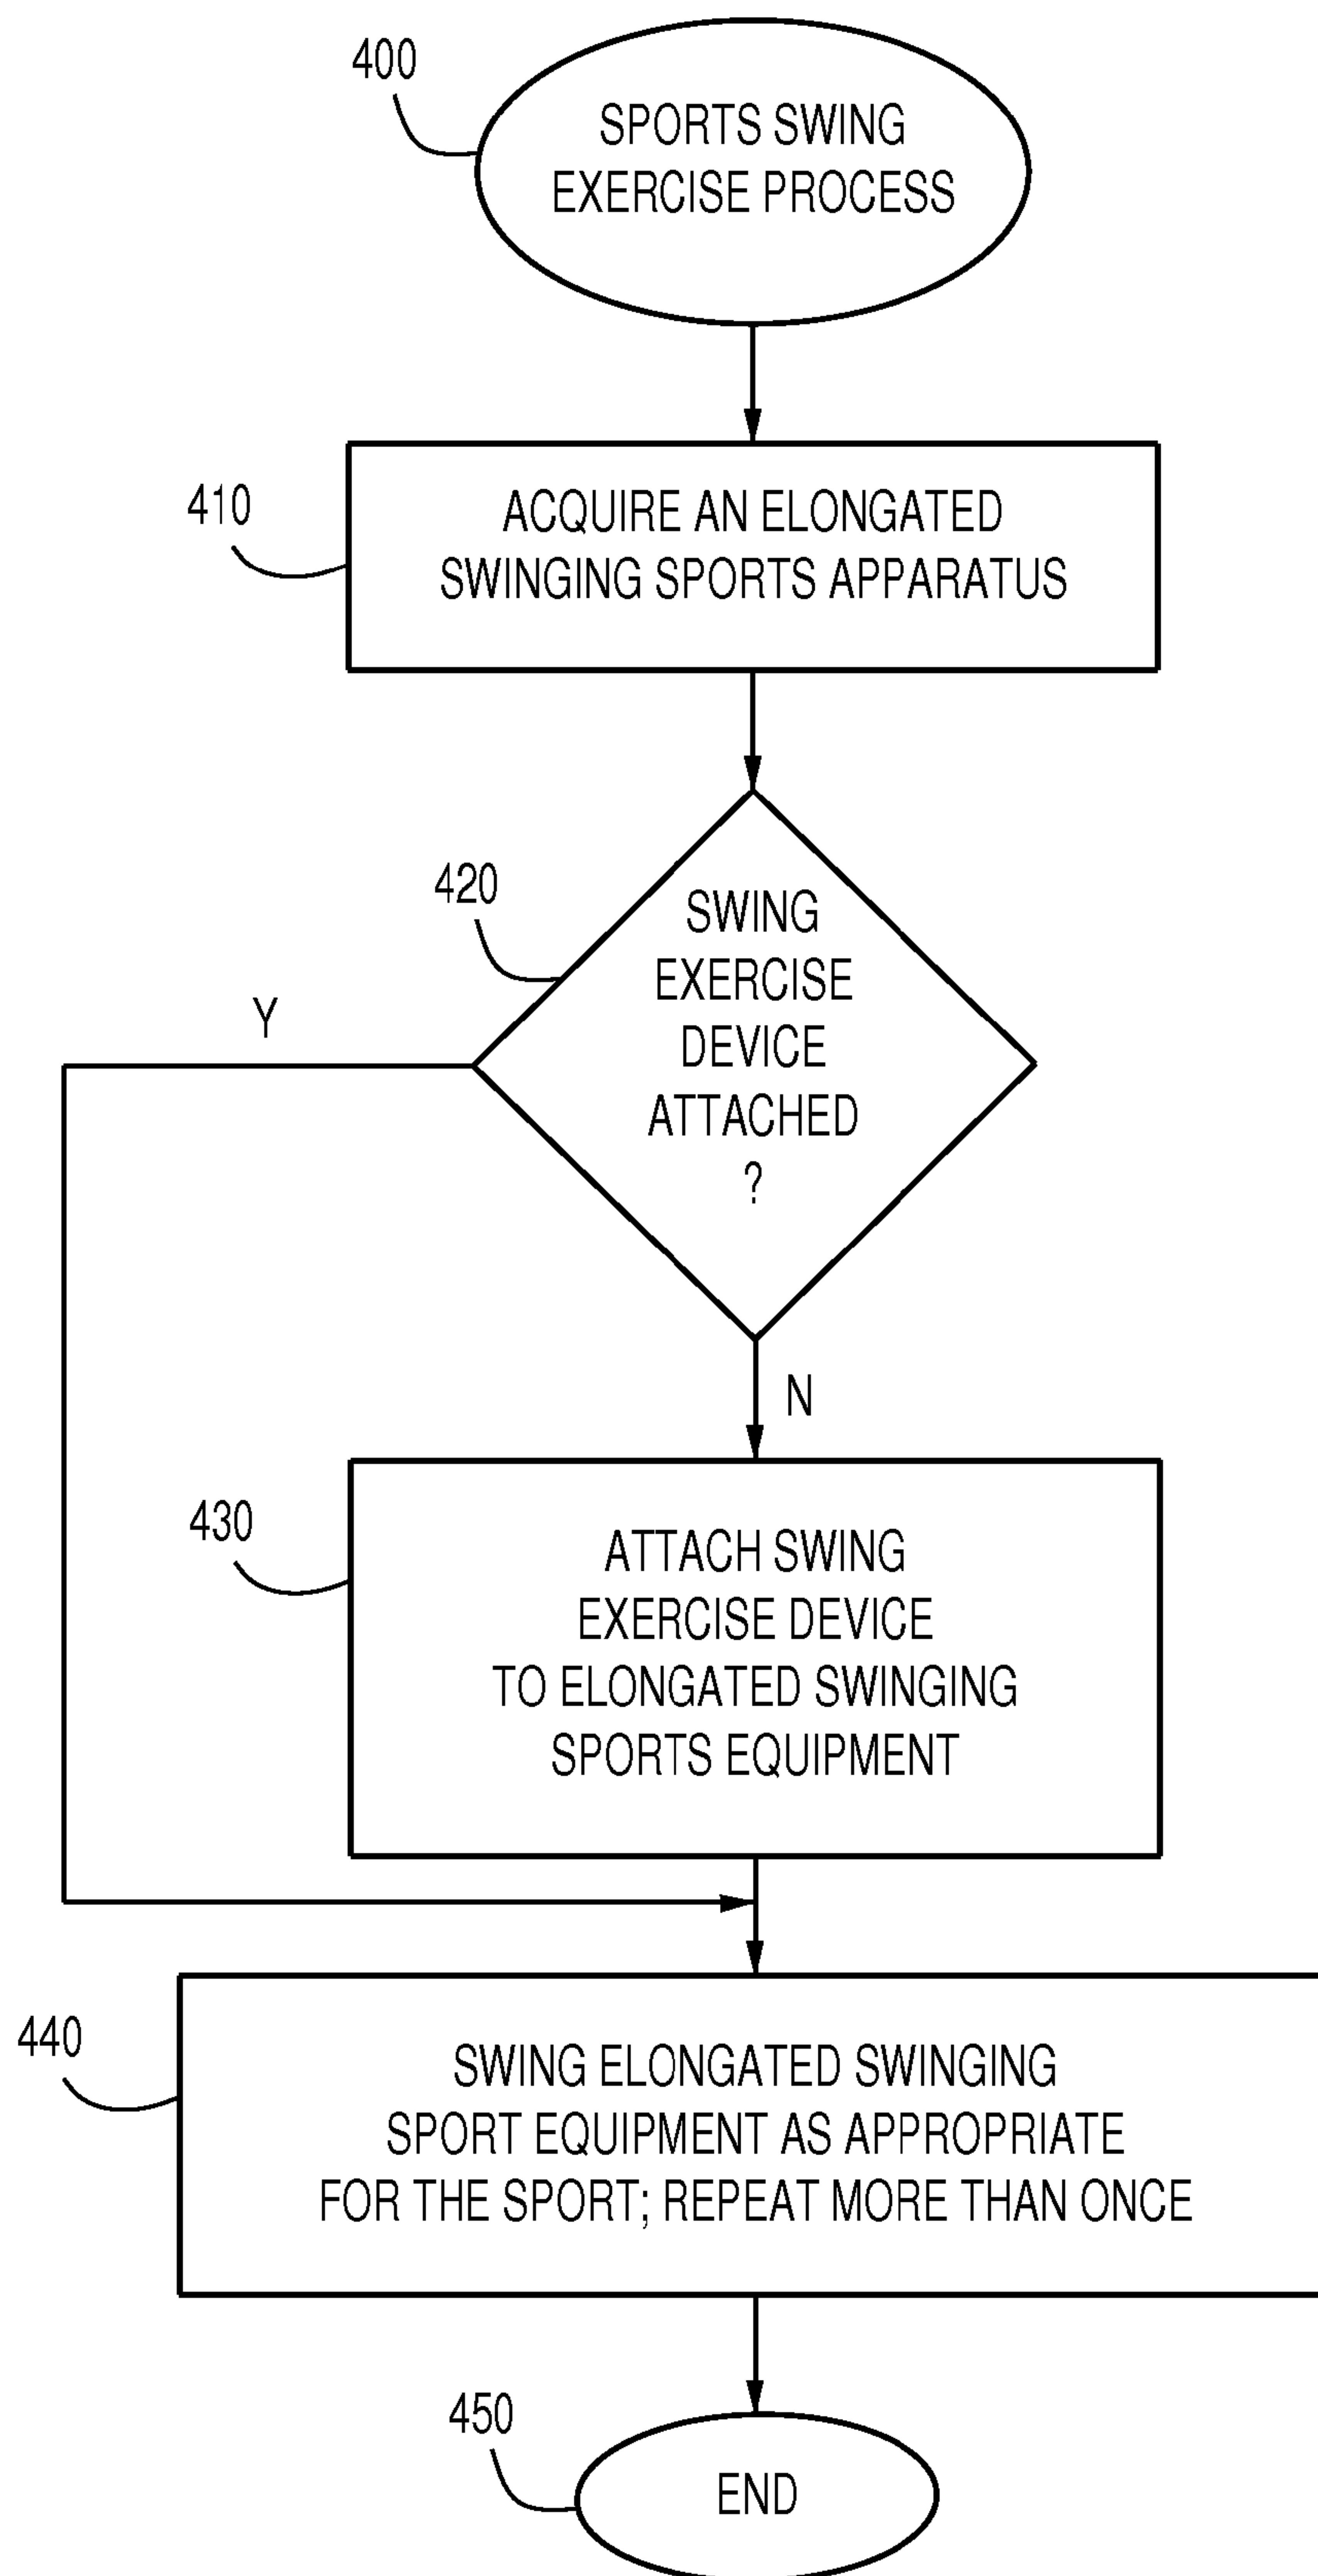 400
SPORTS SWING
EXERCISE PROCESS
410
ACQUIRE AN ELONGATED
SWINGING SPORTS APPARATUS
420
SWING
EXERCISE
DEVICE
ATTACHED
?
Y
N
430
ATTACH SWING
EXERCISE DEVICE
TO ELONGATED SWINGING
SPORTS EQUIPMENT
440
SWING ELONGATED SWINGING
SPORT EQUIPMENT AS APPROPRIATE
FOR THE SPORT; REPEAT MORE THAN ONCE
450
END